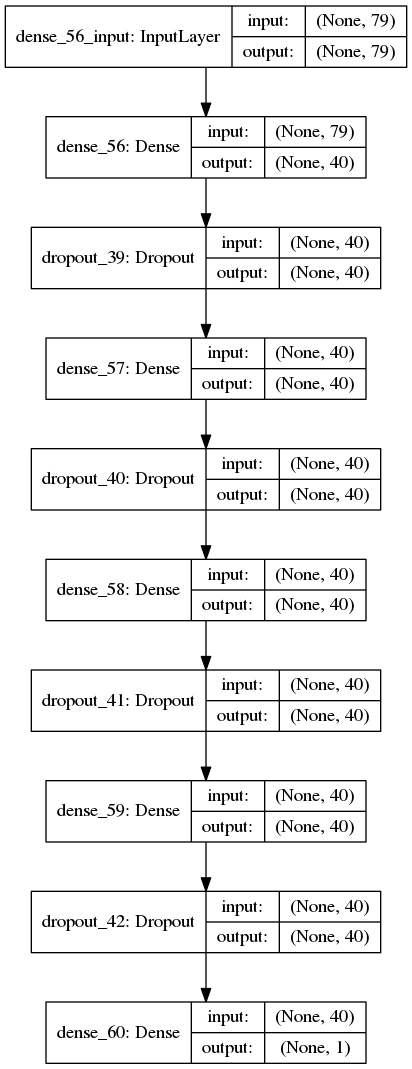 dense_56_input: InputLayer
input: (None, 79)
output: (None, 79)
dense_56: Dense
input: (None, 79)
output: (None, 40)
dropout_39: Dropout
input: (None, 40)
output: (None, 40)
dense_57: Dense
input: (None, 40)
output: (None, 40)
dropout_40: Dropout
input: (None, 40)
output: (None, 40)
dense_58: Dense
input: (None, 40)
output: (None, 40)
dropout_41: Dropout
input: (None, 40)
output: (None, 40)
dense_59: Dense
input: (None, 40)
output: (None, 40)
dropout_42: Dropout
input: (None, 40)
output: (None, 40)
dense_60: Dense
input: (None, 40)
output: (None, 1)